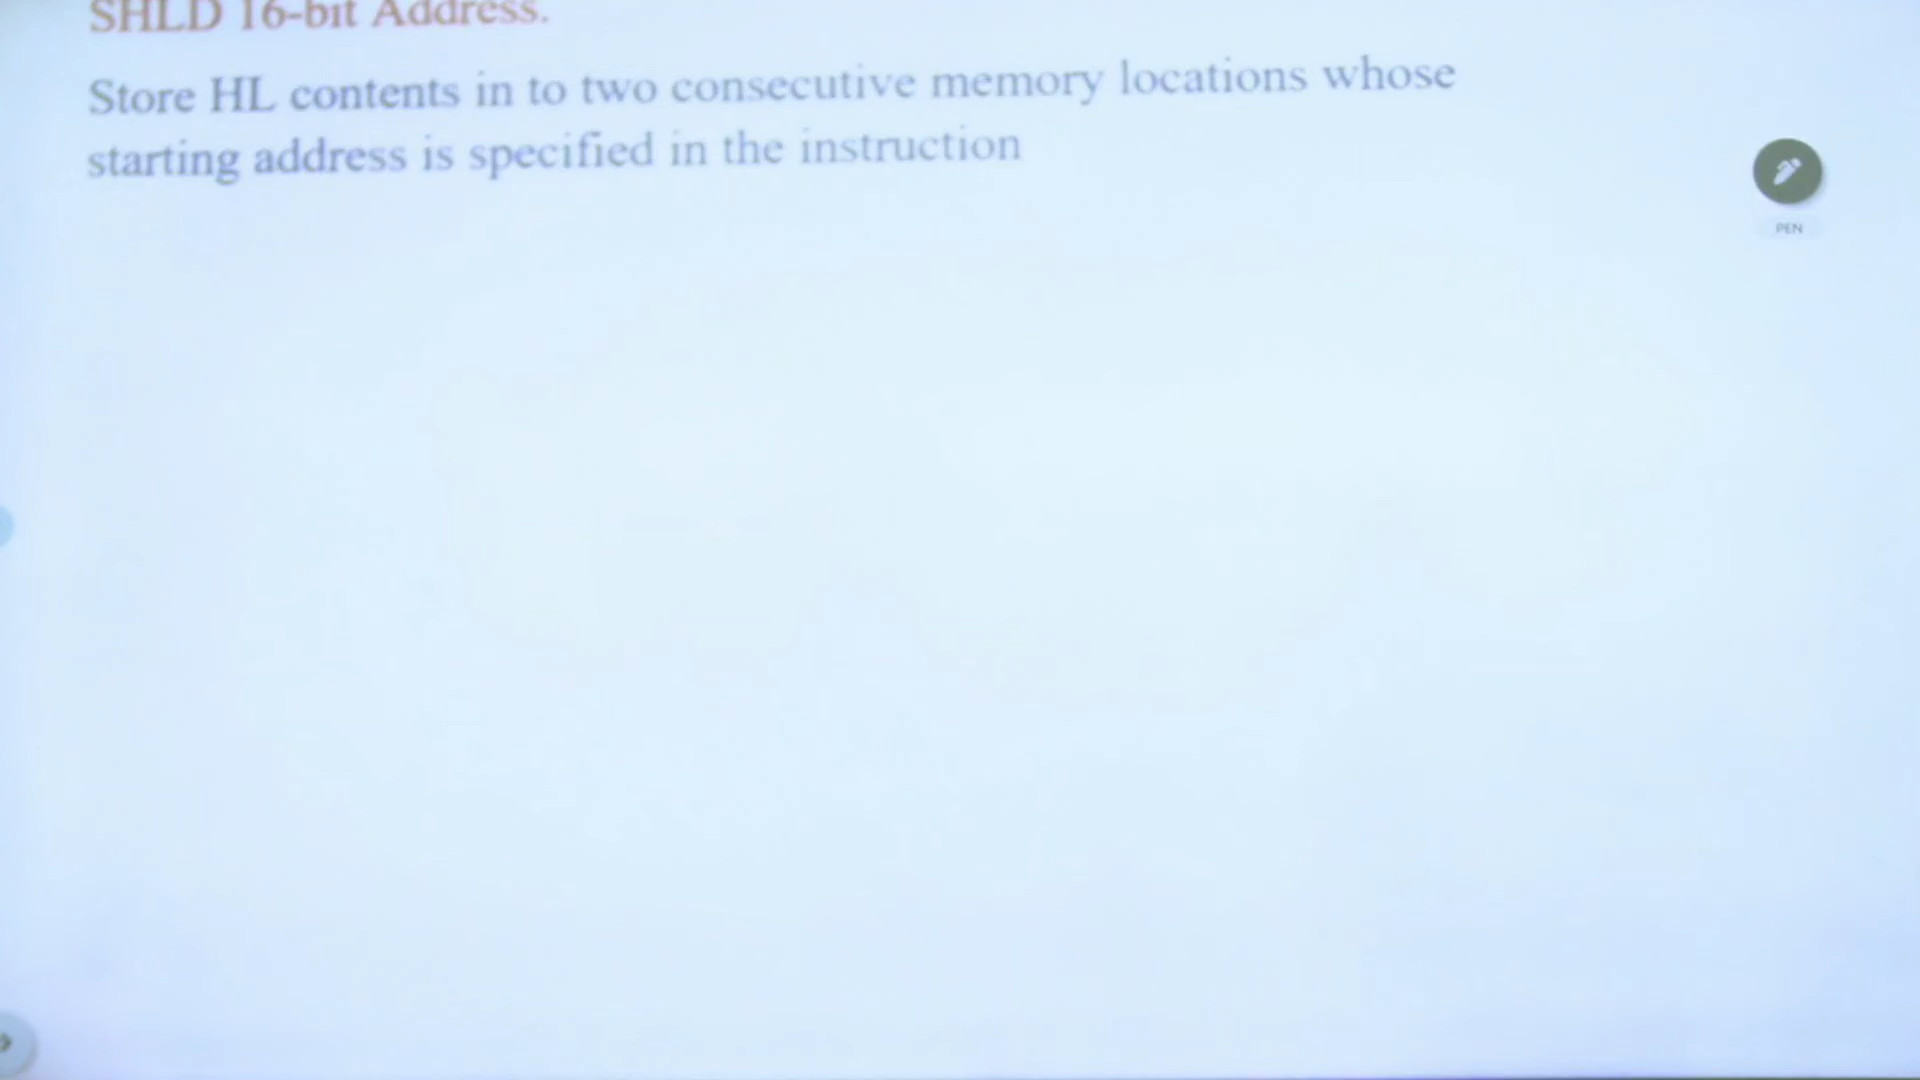 SHLD 16-bit Address.
Store HL contents in to two consecutive memory locations whose
starting address is specified in the instruction
PEN